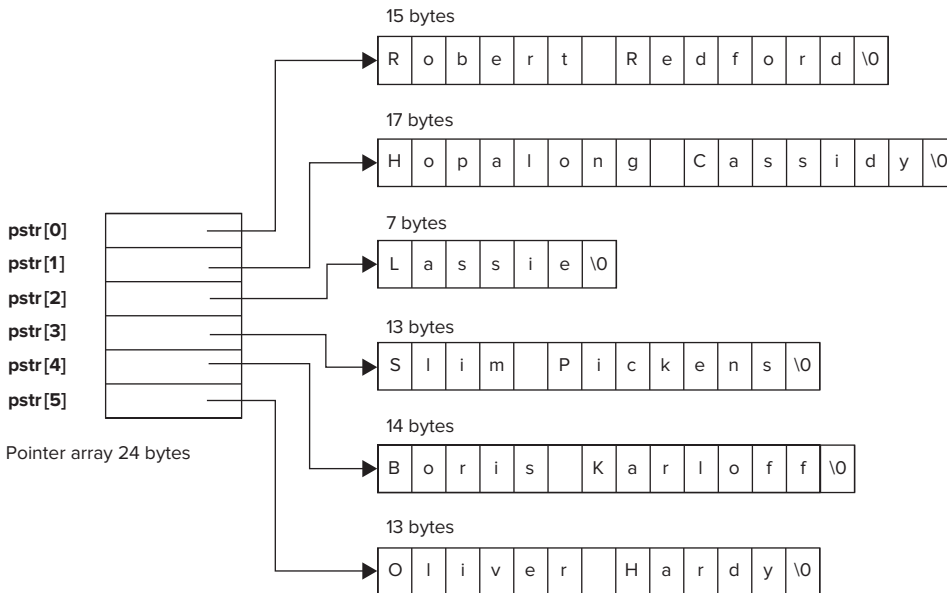 15 bytes
R o b e r t R e d f o r d \0
17 bytes
H o p a l o n g C a s s i d y \0
7 bytes
pstr[0]
pstr[1]
L a s s i e \0
pstr[2]
13 bytes
pstr[3]
S l i m P i c k e n s \0
pstr[4]
pstr[5]
14 bytes
Pointer array 24 bytes
B o r i s K a r l o f f \0
13 bytes
O l i v e r H a r d y \0